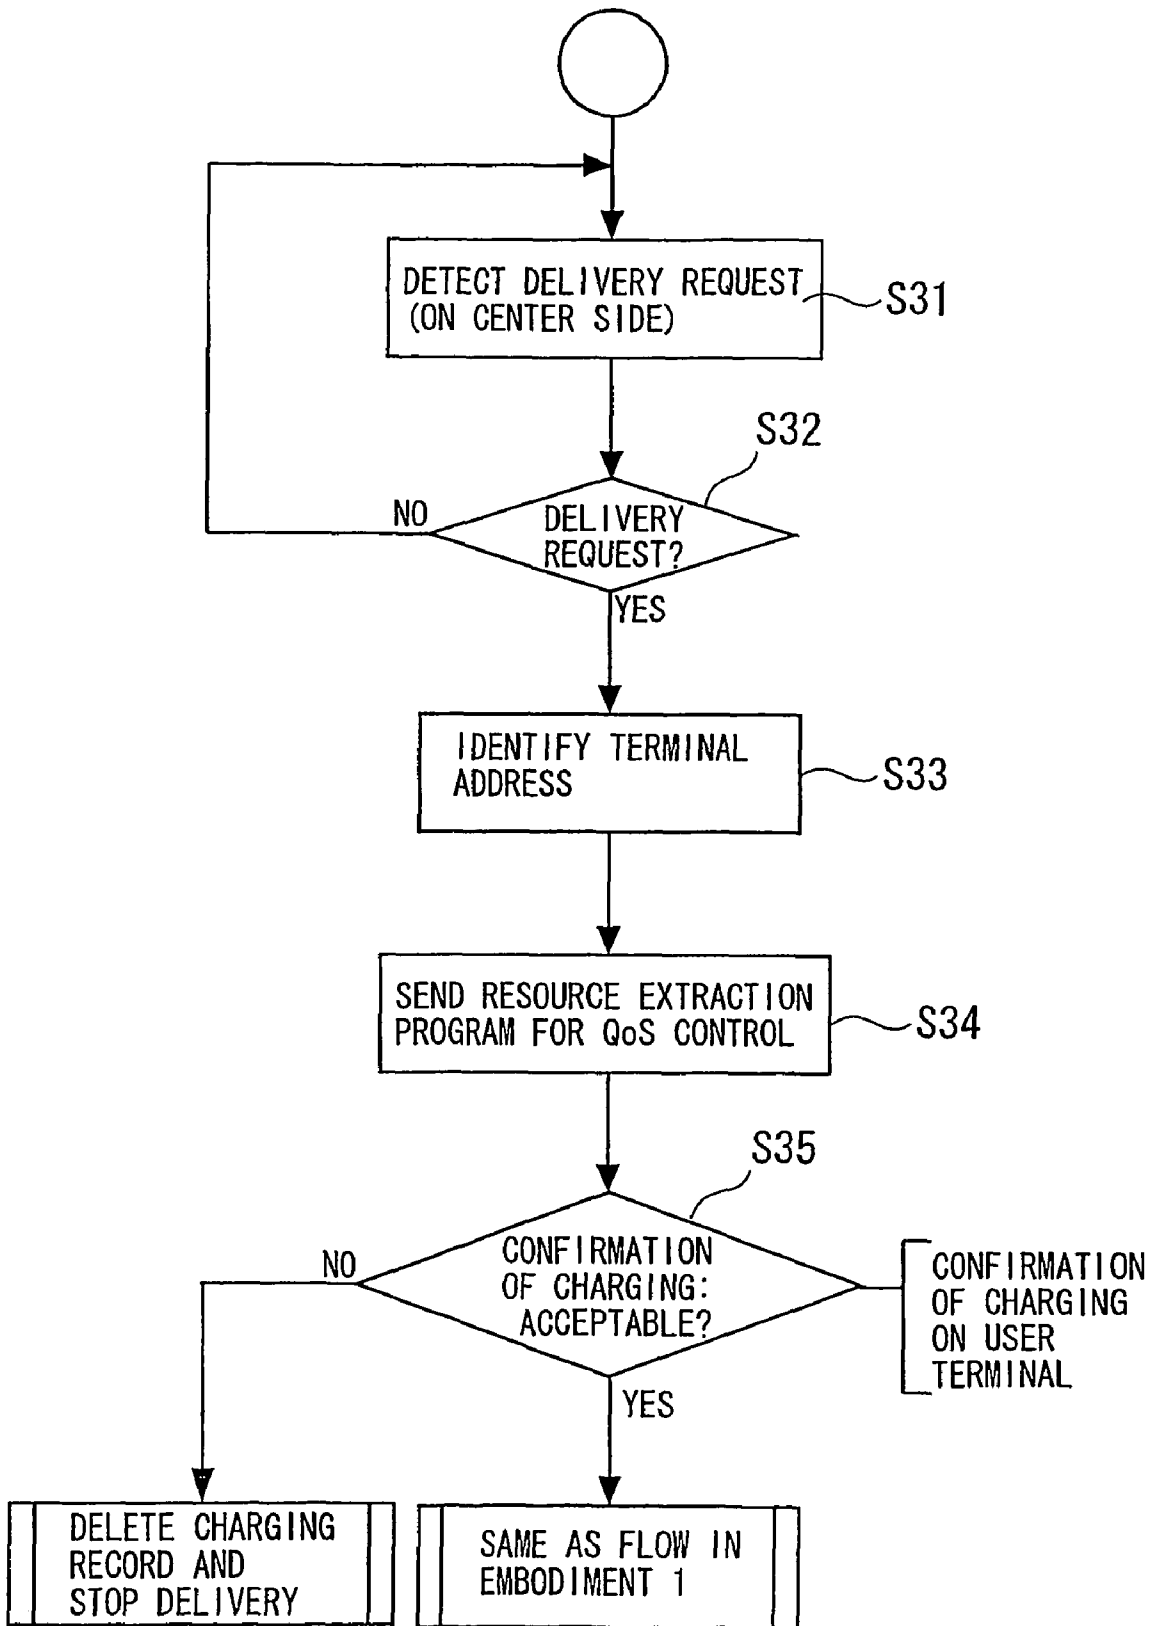 DETECT DELIVERY REQUEST
(ON CENTER SIDE)
S31
S32
NO
DELIVERY
REQUEST?
YES
IDENTIFY TERMINAL
ADDRESS
S33
SEND RESOURCE EXTRACTION
PROGRAM FOR QoS CONTROL
S34
S35
NO
CONFIRMATION
OF CHARGING:
ACCEPTABLE?
CONFIRMATION
OF CHARGING
ON USER
TERMINAL
YES
DELETE CHARGING
RECORD AND
STOP DELIVERY
SAME AS FLOW IN
EMBODIMENT 1